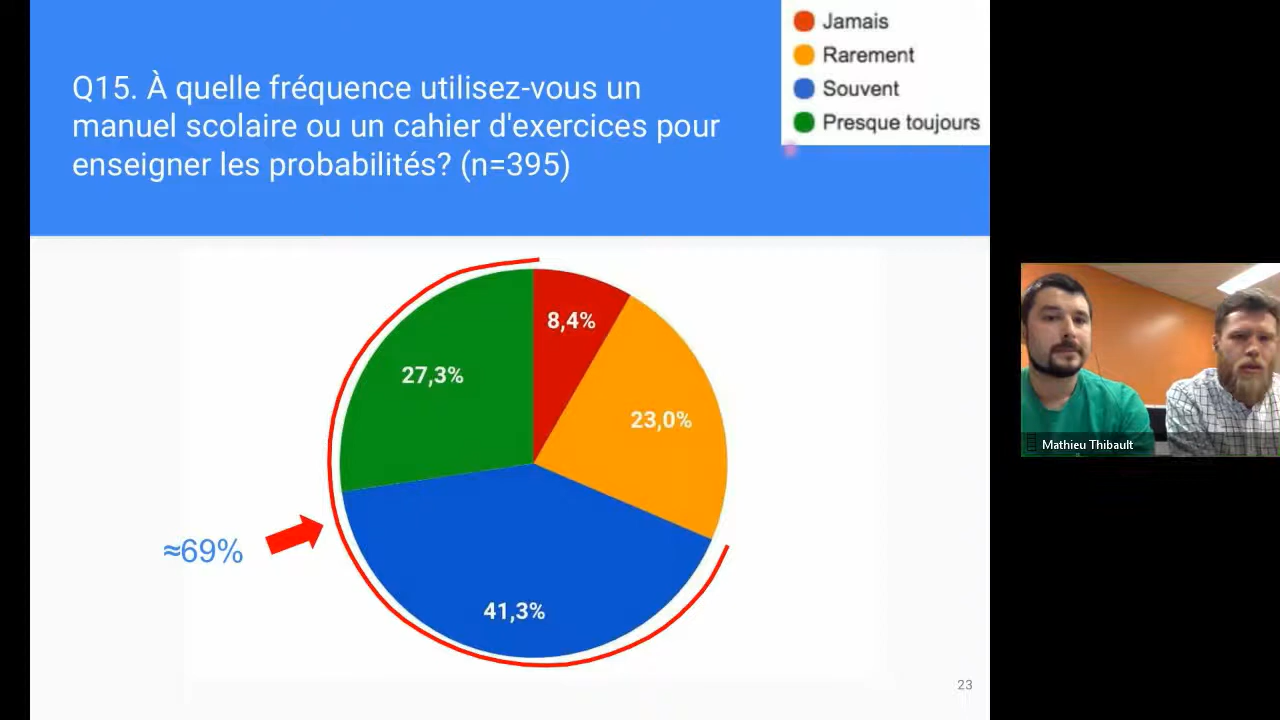 Q15. À quelle fréquence utilisez-vous un
manuel scolaire ou un cahier d'exercices pour
enseigner les probabilités? (n=395)
Jamais
Rarement
Souvent
Presque toujours
8,4%
27,3%
23,0%
≈69%
41,3%
Mathieu Thibault
23